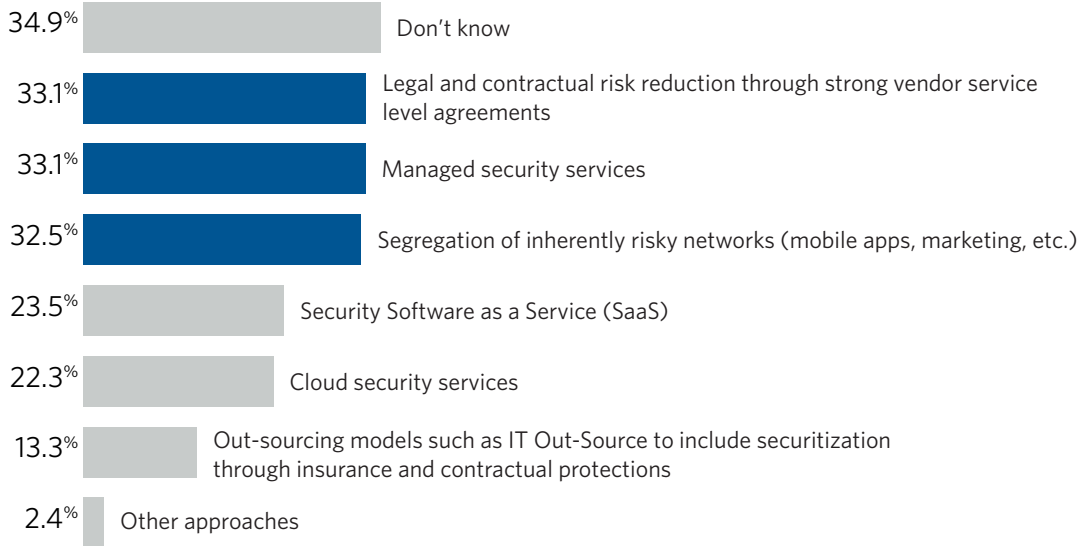 34.9% Don't know
33.1% Legal and contractual risk reduction through strong vendor service
level agreements
33.1% Managed security services
32.5% Segregation of inherently risky networks (mobile apps, marketing, etc.)
23.5% Security Software as a Service (SaaS)
22.3% Cloud security services
13.3% Out-sourcing models such as IT Out-Source to include securitization
through insurance and contractual protections
2.4% Other approaches